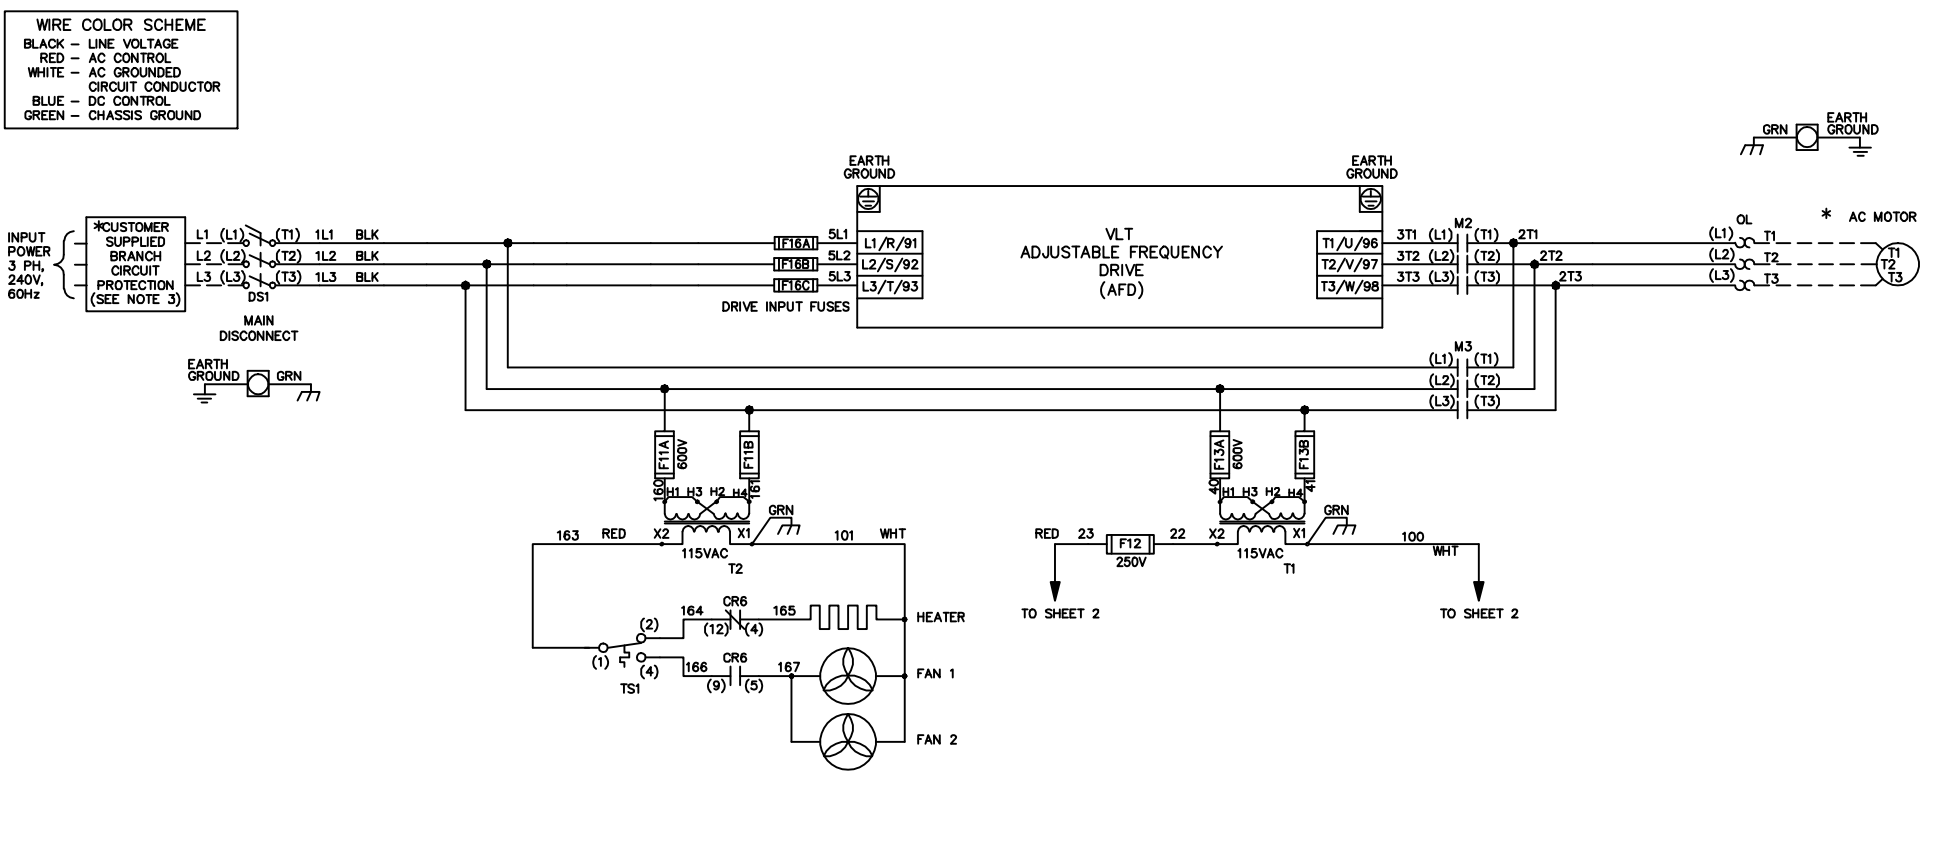 WIRE COLOR SCHEME
BLACK – LINE VOLTAGE
RED – AC CONTROL
WHITE – AC GROUNDED
CIRCUIT CONDUCTOR
BLUE – DC CONTROL
GREEN – CHASSIS GROUND
INPUT
POWER
3 PH,
240V,
60Hz
*CUSTOMER
SUPPLIED
BRANCH
CIRCUIT
PROTECTION
(SEE NOTE 3)
L1 (L1) (T1) 1L1 BLK
L2 (L2) (T2) 1L2 BLK
L3 (L3) (T3) 1L3 BLK
DS1
MAIN
DISCONNECT
EARTH
GROUND
GRN
F16A 5L1
F16B 5L2
F16C 5L3
DRIVE INPUT FUSES
EARTH
GROUND
L1/R/91
L2/S/92
L3/T/93
VLT
ADJUSTABLE FREQUENCY
DRIVE
(AFD)
EARTH
GROUND
T1/U/96
T2/V/97
T3/W/98
M2
3T1 (L1) (T1) 2T1
3T2 (L2) (T2) 2T2
3T3 (L3) (T3) 2T3
M3
(L1) (T1)
(L2) (T2)
(L3) (T3)
GRN
EARTH
GROUND
OL
(L1) T1
(L2) T2
(L3) T3
* AC MOTOR
T1
T2
T3
F11A
600V
F11B
160
H1 H3 H2 H4
161
GRN
163 RED X2 X1 101 WHT
115VAC
T2
164 CR6 165
(12) (4)
HEATER
(2)
(1)
(4)
TS1
166 CR6 167
(9) (5)
FAN 1
FAN 2
F13A
600V
F13B
40
H1 H3 H2 H4
41
GRN
RED 23 F12 22 X2 X1 100
WHT
250V
115VAC
T1
TO SHEET 2
TO SHEET 2